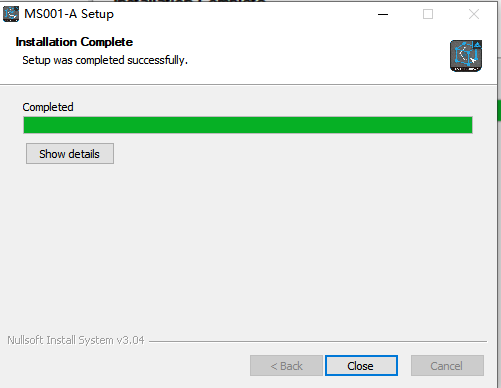 MS001-A Setup
Installation Complete
Setup was completed successfully.
Completed
Show details
Nullsoft Install System v3.04
< Back
Close
Cancel